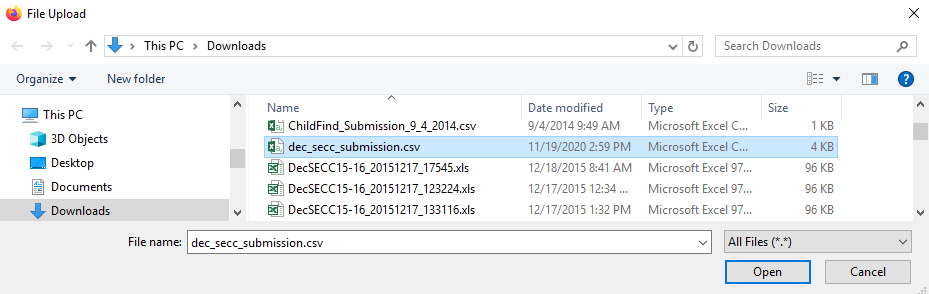 File Upload
This PC > Downloads
Search Downloads
Organize
New folder
?
This PC
3D Objects
Desktop
Documents
Downloads
Name Date modified Type Size
ChildFind_Submission_9_4_2014.csv 9/4/2014 9:49 AM Microsoft Excel C... 1 KB
dec_secc_submission.csv 11/19/2020 2:59 PM Microsoft Excel C... 4 KB
DecSECC15-16_20151217_17545.xls 12/18/2015 8:41 AM Microsoft Excel 97... 96 KB
DecSECC15-16_20151217_123224.xls 12/17/2015 12:34 ... Microsoft Excel 97... 96 KB
DecSECC15-16_20151217_133116.xls 12/17/2015 1:32 PM Microsoft Excel 97... 96 KB
File name: dec_secc_submission.csv
All Files (*.*)
Open
Cancel